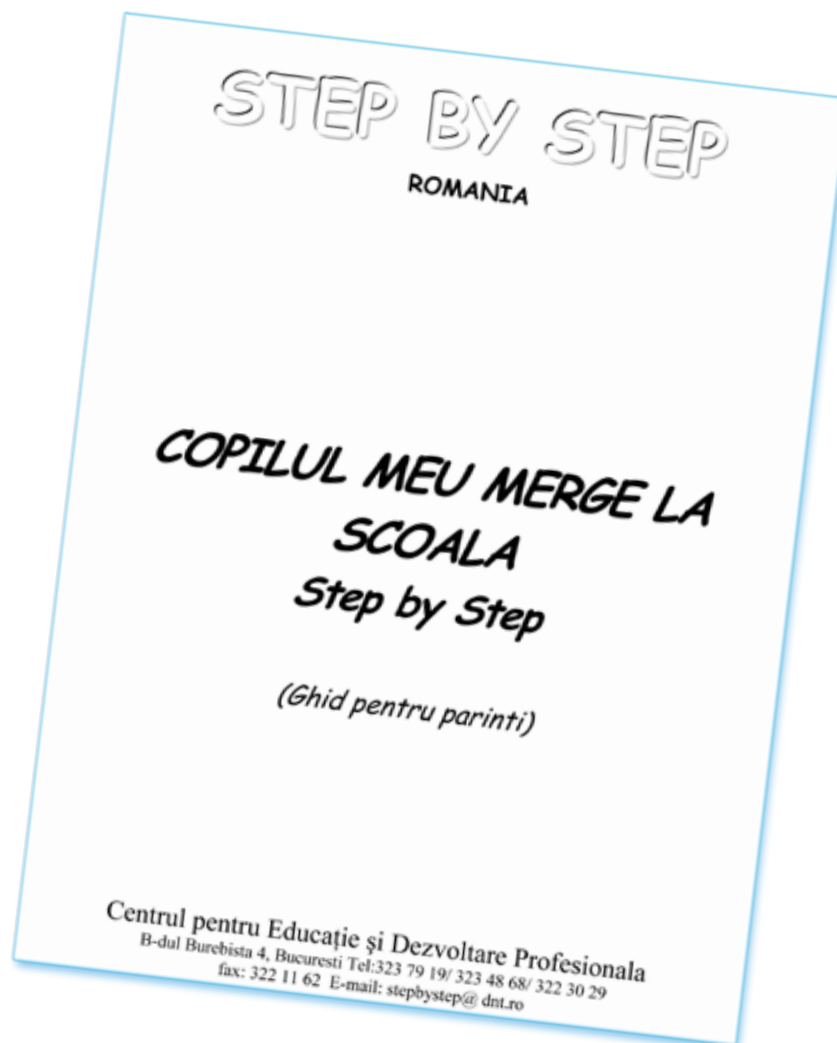 STEP BY STEP
ROMANIA
COPILUL MEU MERGE LA
SCOALA
Step by Step
(Ghid pentru parinti)
Centrul pentru Educație și Dezvoltare Profesionala
B-dul Burebista 4, Bucuresti Tel:323 79 19/ 323 48 68/ 322 30 29
fax: 322 11 62 E-mail: stepbystep@ dnt.ro